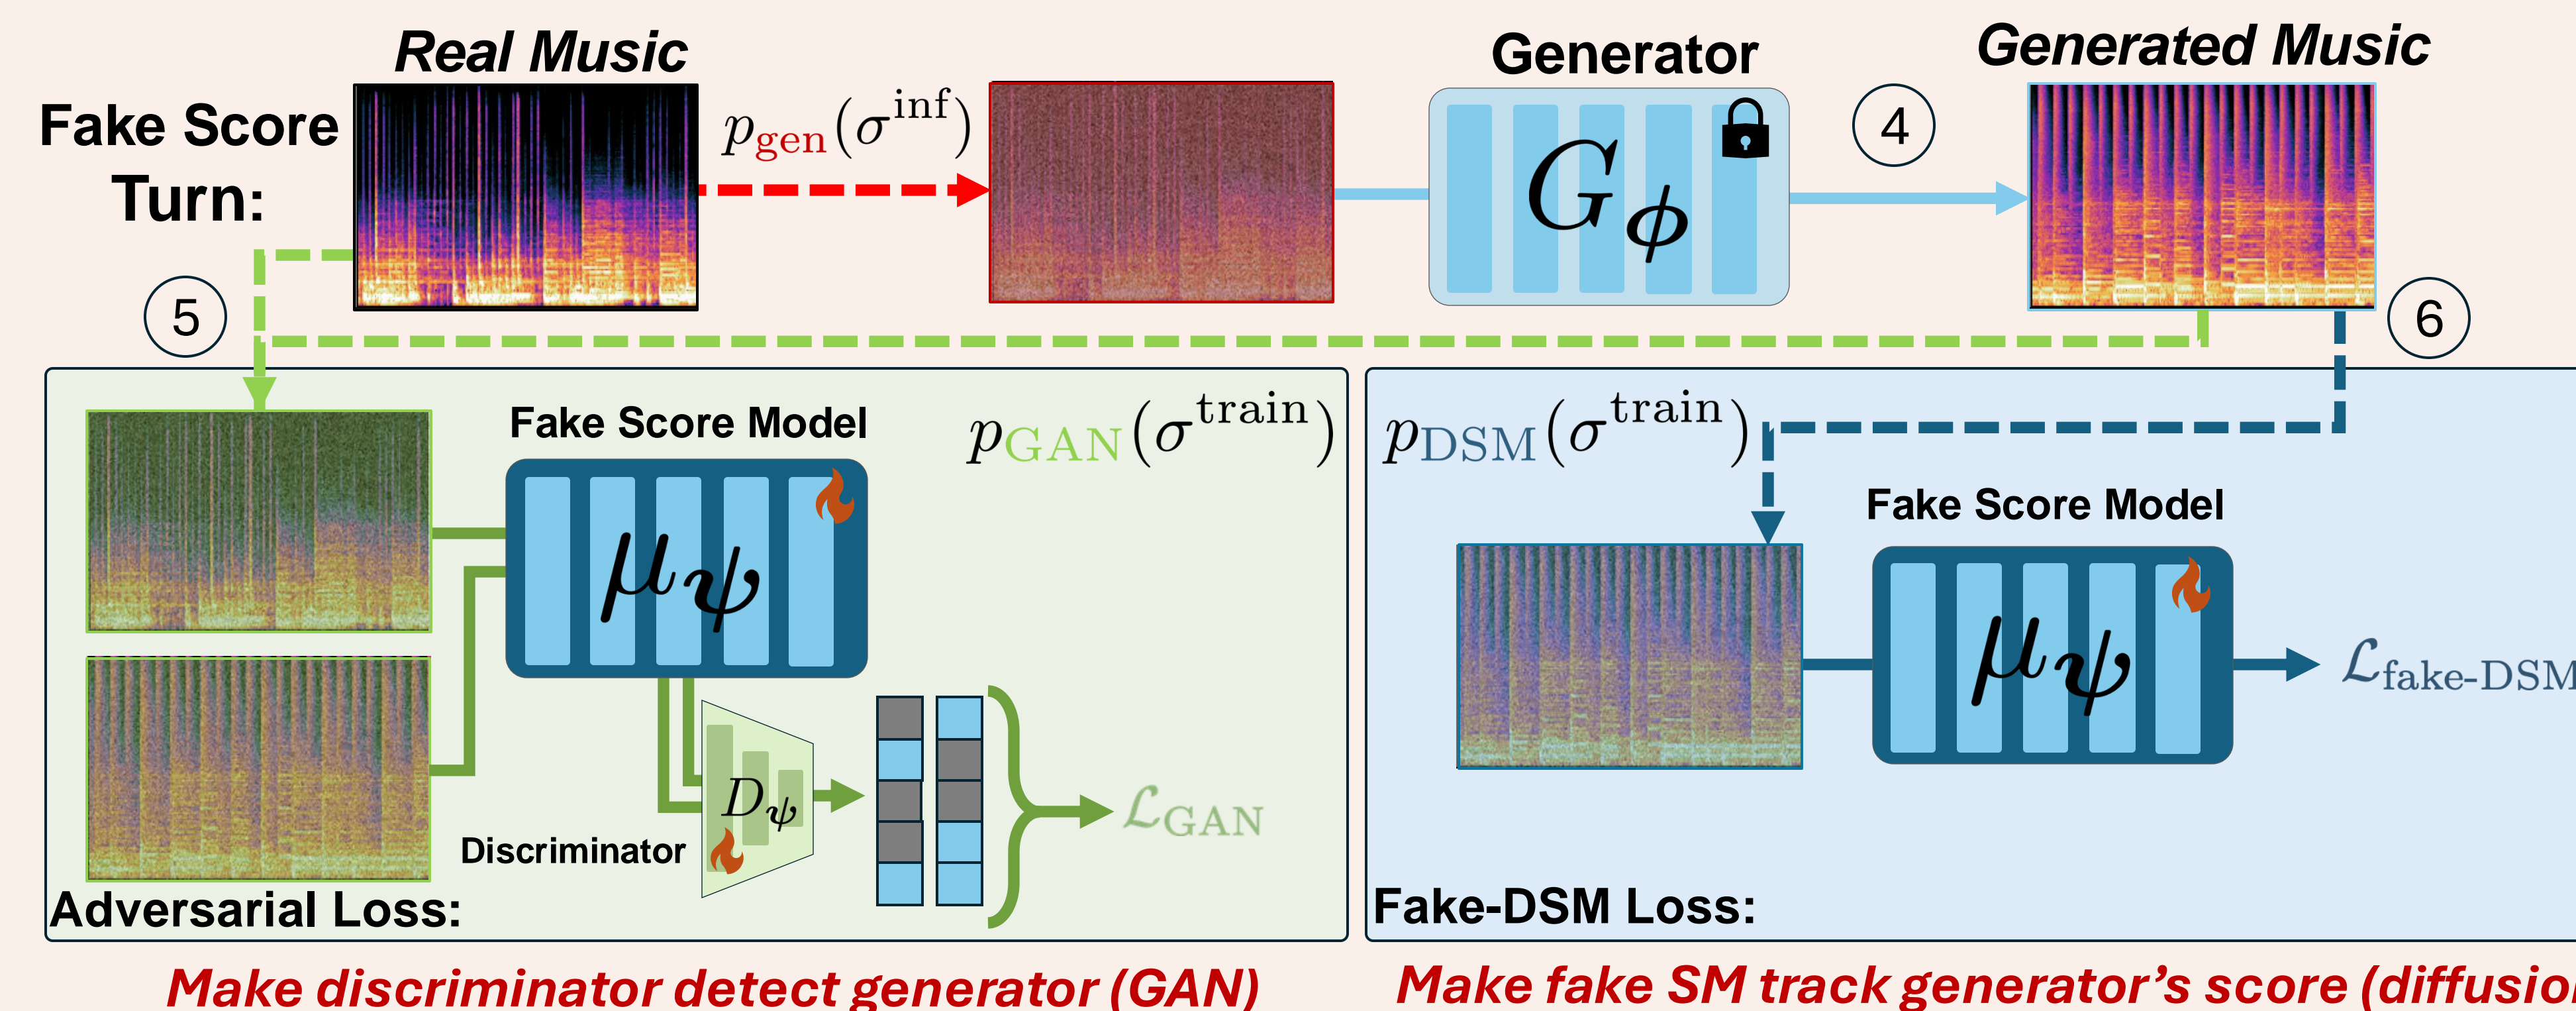 Real Music
Generator
Generated Music
Fake Score
Turn:
p_gen(σ^inf)
G_ϕ
4
5
6
Fake Score Model
p_GAN(σ^train)
μ_ψ
Discriminator
D_ψ
ℒ_GAN
Adversarial Loss:
p_DSM(σ^train)
Fake Score Model
μ_ψ
ℒ_fake-DSM
Fake-DSM Loss:
Make discriminator detect generator (GAN)
Make fake SM track generator’s score (diffusion